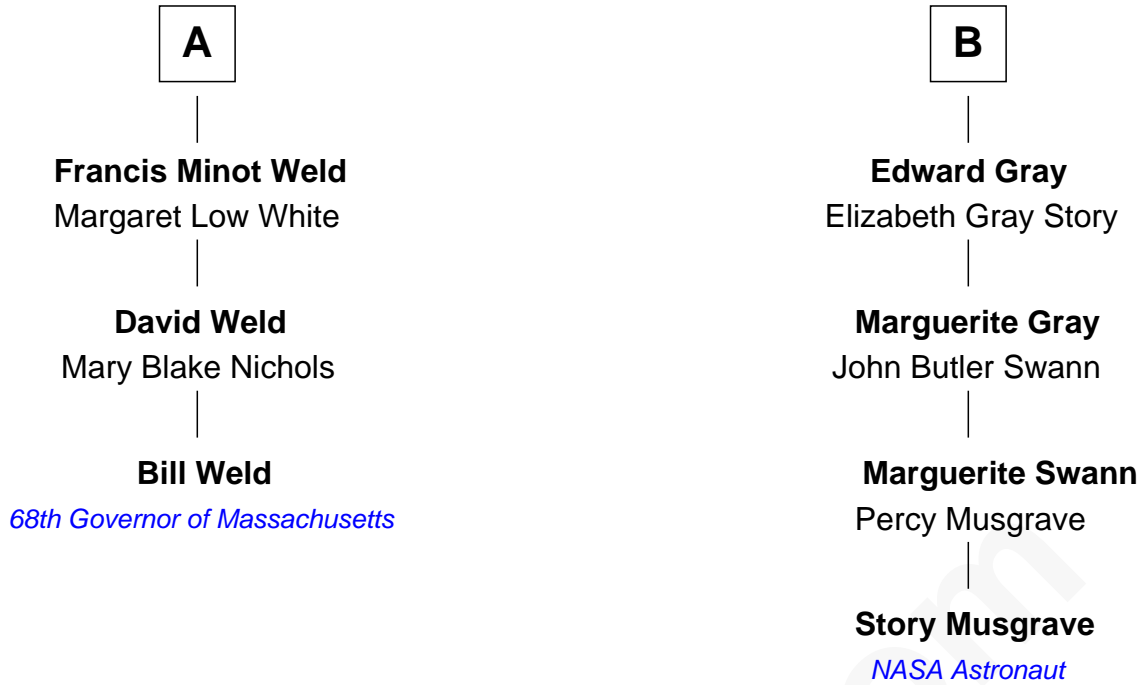 A
Francis Minot Weld
Margaret Low White
David Weld
Mary Blake Nichols
Bill Weld
68th Governor of Massachusetts
B
Edward Gray
Elizabeth Gray Story
Marguerite Gray
John Butler Swann
Marguerite Swann
Percy Musgrave
Story Musgrave
NASA Astronaut